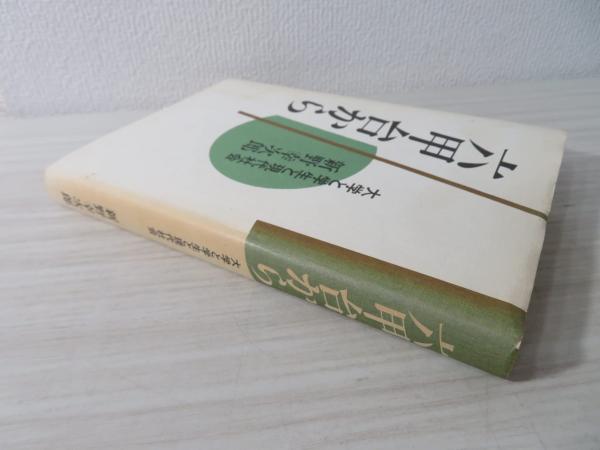 六甲台から
大学と学生と現代社会
新野幸次郎
六甲台から
大学と学生と現代社会
新野幸次郎